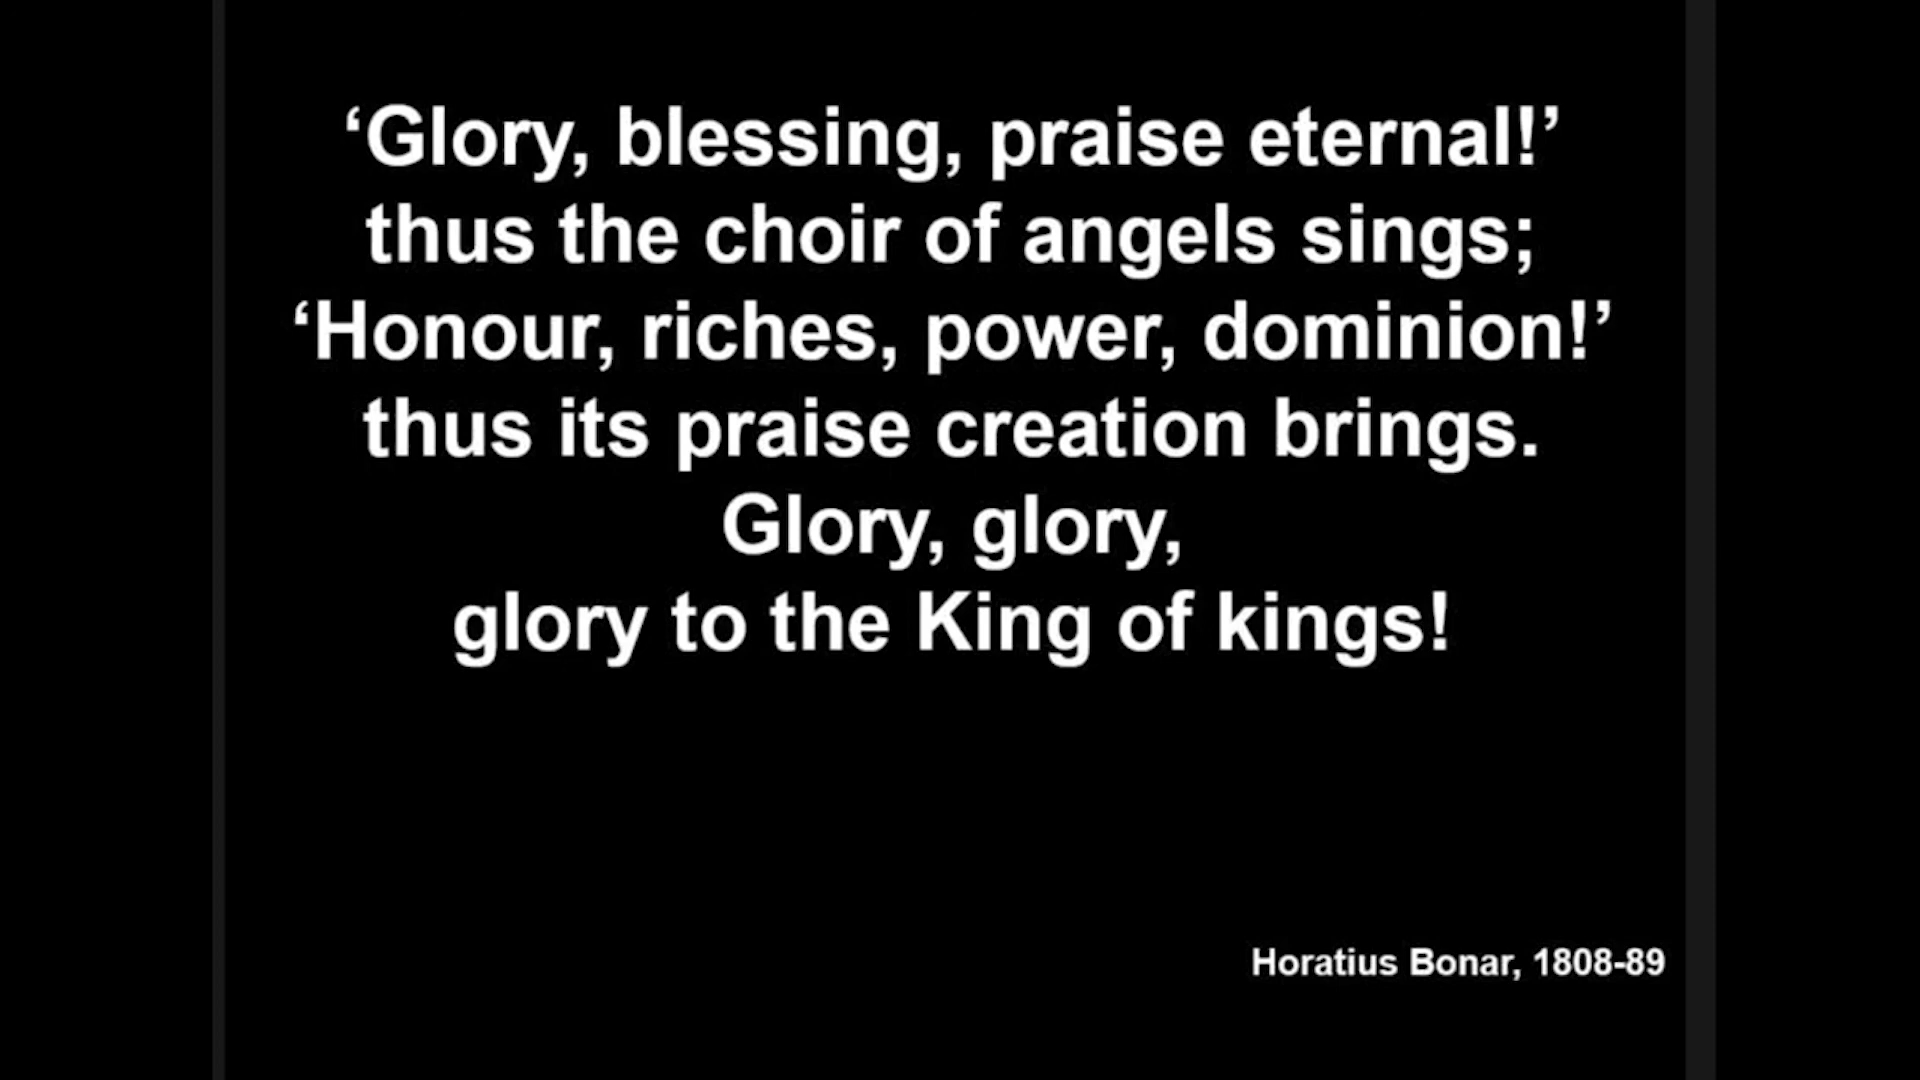 ‘Glory, blessing, praise eternal!’
thus the choir of angels sings;
‘Honour, riches, power, dominion!’
thus its praise creation brings.
Glory, glory,
glory to the King of kings!
Horatius Bonar, 1808-89